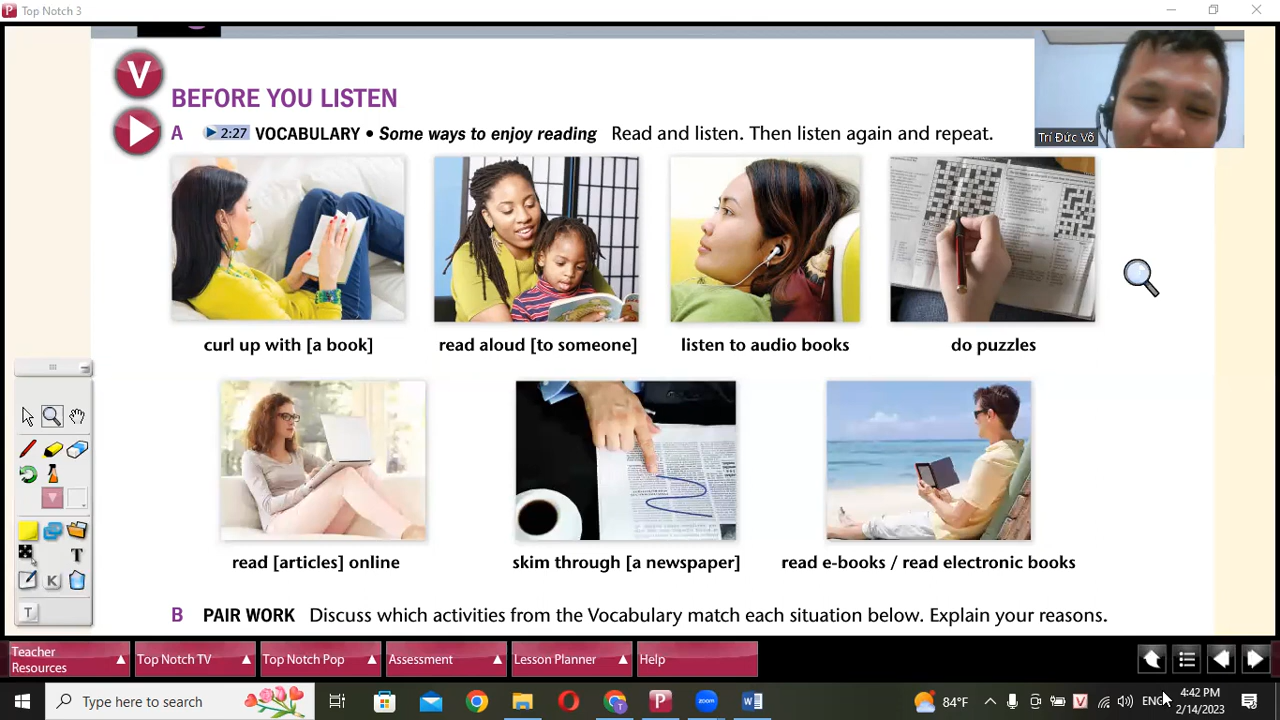 Top Notch 3
V
BEFORE YOU LISTEN
A 2:27 VOCABULARY • Some ways to enjoy reading Read and listen. Then listen again and repeat.
Trí Đức Võ
curl up with [a book] read aloud [to someone] listen to audio books do puzzles
read [articles] online skim through [a newspaper] read e-books / read electronic books
B PAIR WORK Discuss which activities from the Vocabulary match each situation below. Explain your reasons.
Teacher Resources Top Notch TV Top Notch Pop Assessment Lesson Planner Help
Type here to search
84°F
ENG
4:42 PM
2/14/2023